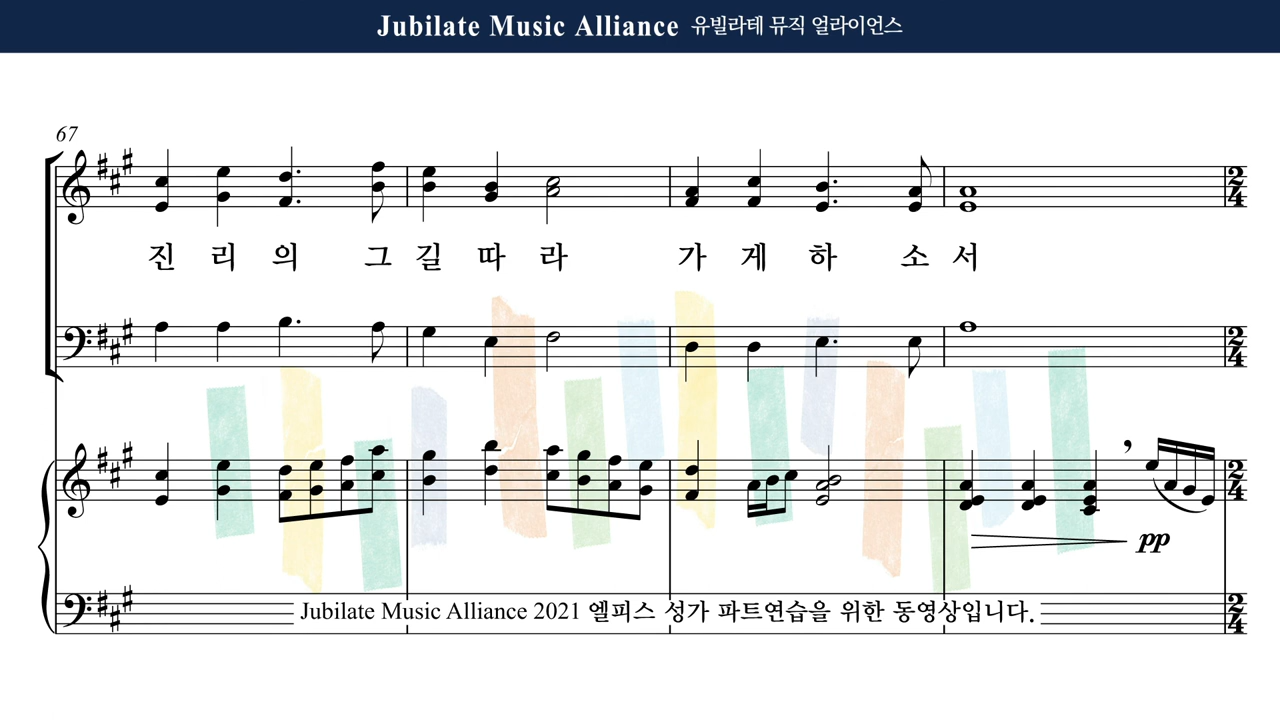 Jubilate Music Alliance 유빌라테 뮤직 얼라이언스
67
진 리 의 그 길 따 라 가 게 하 소 서
pp
Jubilate Music Alliance 2021 엘피스 성가 파트연습을 위한 동영상입니다.